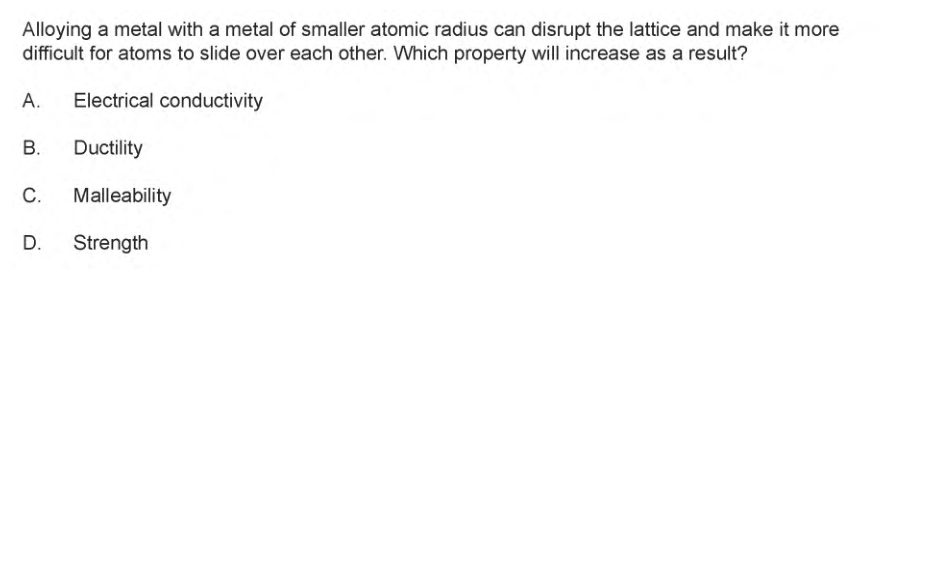 Alloying a metal with a metal of smaller atomic radius can disrupt the lattice and make it more
difficult for atoms to slide over each other. Which property will increase as a result?
A. Electrical conductivity
B. Ductility
C. Malleability
D. Strength